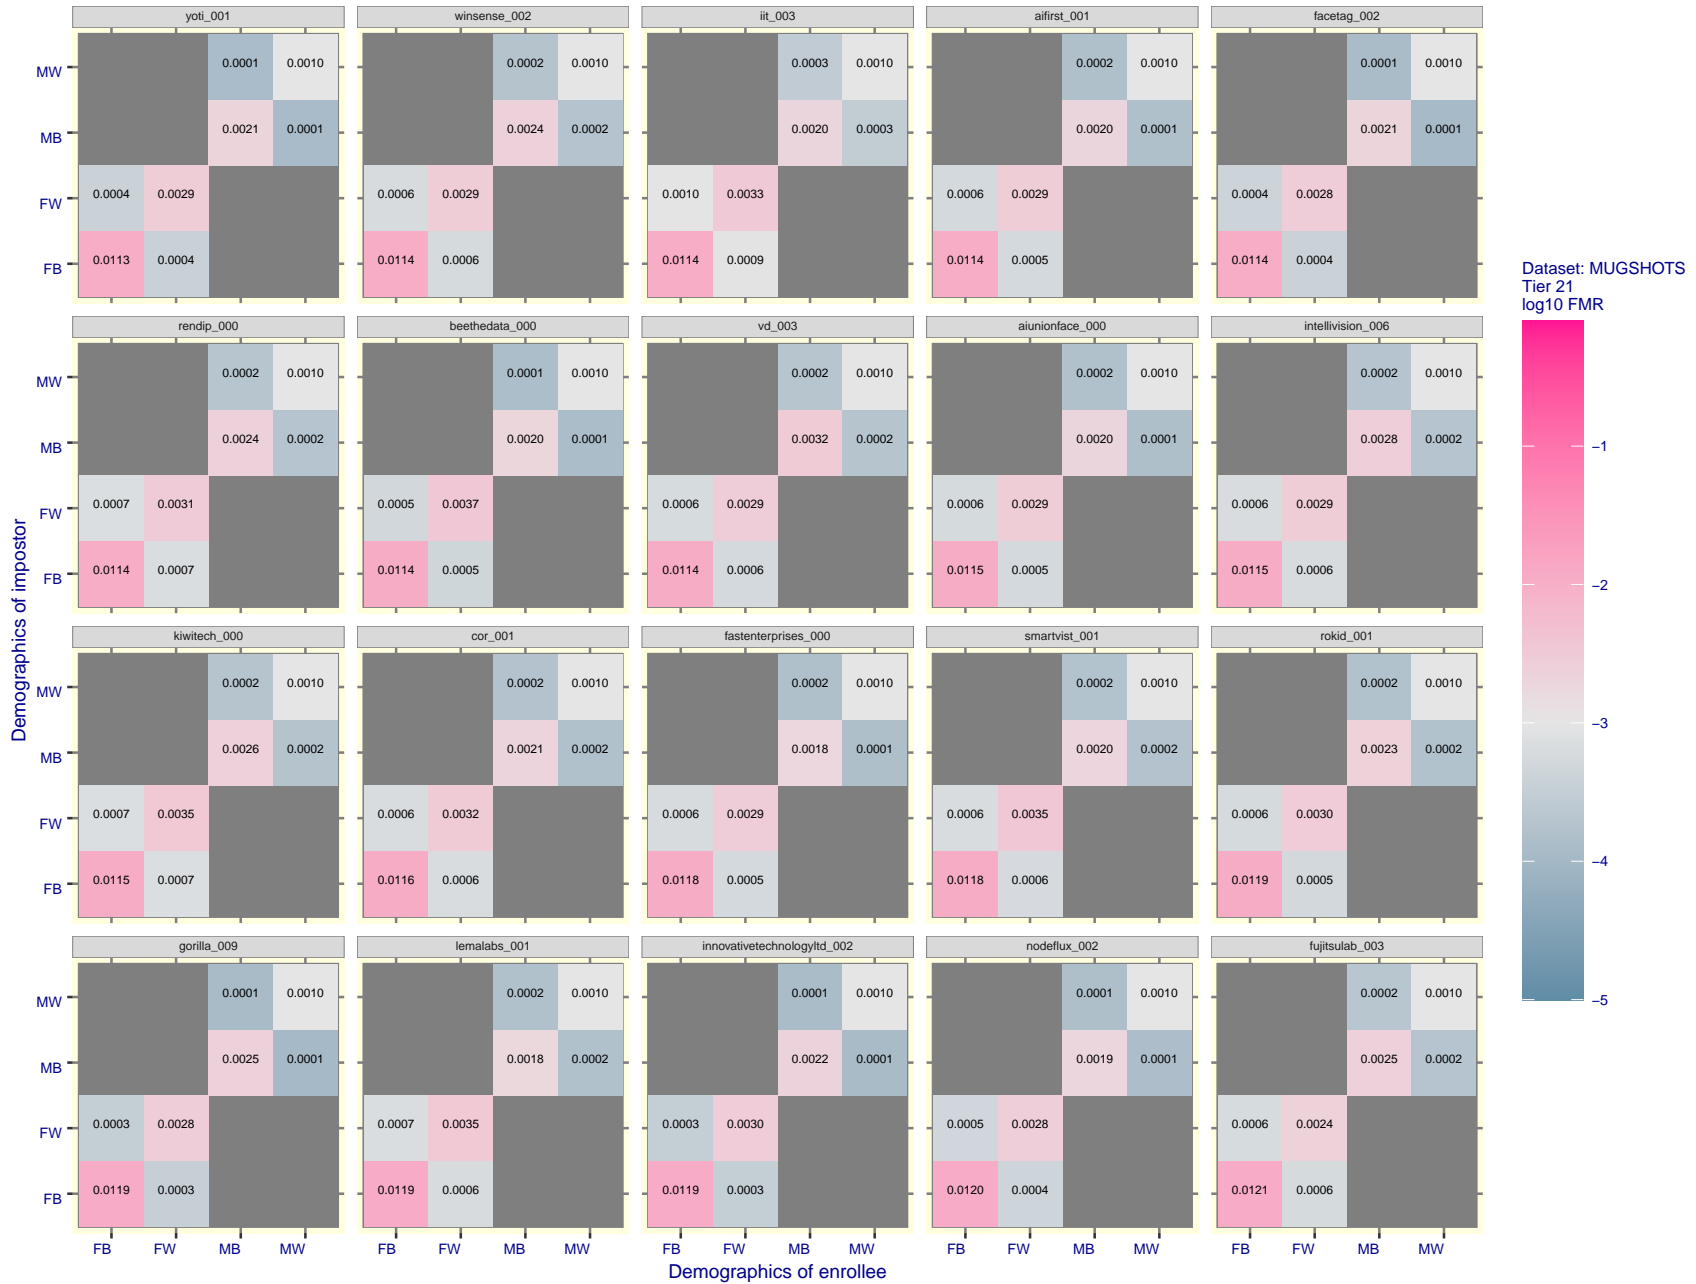 yoti_001 winsense_002 iit_003 aifirst_001 facetag_002
MW 0.0001 0.0010 0.0002 0.0010 0.0003 0.0010 0.0002 0.0010 0.0001 0.0010
MB 0.0021 0.0001 0.0024 0.0002 0.0020 0.0003 0.0020 0.0001 0.0021 0.0001
FW 0.0004 0.0029 0.0006 0.0029 0.0010 0.0033 0.0006 0.0029 0.0004 0.0028
FB 0.0113 0.0004 0.0114 0.0006 0.0114 0.0009 0.0114 0.0005 0.0114 0.0004
rendip_000 beethedata_000 vd_003 aiunionface_000 intellivision_006
MW 0.0002 0.0010 0.0001 0.0010 0.0002 0.0010 0.0002 0.0010 0.0002 0.0010
MB 0.0024 0.0002 0.0020 0.0001 0.0032 0.0002 0.0020 0.0001 0.0028 0.0002
FW 0.0007 0.0031 0.0005 0.0037 0.0006 0.0029 0.0006 0.0029 0.0006 0.0029
FB 0.0114 0.0007 0.0114 0.0005 0.0114 0.0006 0.0115 0.0005 0.0115 0.0006
kiwitech_000 cor_001 fastenterprises_000 smartvist_001 rokid_001
MW 0.0002 0.0010 0.0002 0.0010 0.0002 0.0010 0.0002 0.0010 0.0002 0.0010
MB 0.0026 0.0002 0.0021 0.0002 0.0018 0.0001 0.0020 0.0002 0.0023 0.0002
FW 0.0007 0.0035 0.0006 0.0032 0.0006 0.0029 0.0006 0.0035 0.0006 0.0030
FB 0.0115 0.0007 0.0116 0.0006 0.0118 0.0005 0.0118 0.0006 0.0119 0.0005
gorilla_009 lemalabs_001 innovativetechnologyltd_002 nodeflux_002 fujitsulab_003
MW 0.0001 0.0010 0.0002 0.0010 0.0001 0.0010 0.0001 0.0010 0.0002 0.0010
MB 0.0025 0.0001 0.0018 0.0002 0.0022 0.0001 0.0019 0.0001 0.0025 0.0002
FW 0.0003 0.0028 0.0007 0.0035 0.0003 0.0030 0.0005 0.0028 0.0006 0.0024
FB 0.0119 0.0003 0.0119 0.0006 0.0119 0.0003 0.0120 0.0004 0.0121 0.0006
FB FW MB MW FB FW MB MW FB FW MB MW FB FW MB MW FB FW MB MW
Demographics of enrollee
Demographics of impostor
Dataset: MUGSHOTS
Tier 21
log10 FMR
−1
−2
−3
−4
−5